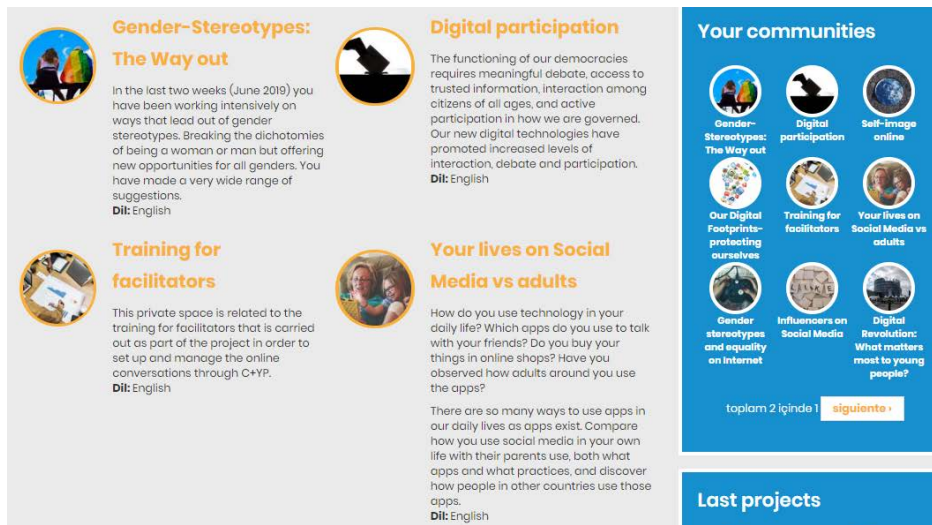 Gender-Stereotypes:
The Way out
In the last two weeks (June 2019) you
have been working intensively on
ways that lead out of gender
stereotypes. Breaking the dichotomies
of being a woman or man but offering
new opportunities for all genders. You
have made a very wide range of
suggestions.
Dil: English
Digital participation
The functioning of our democracies
requires meaningful debate, access to
trusted information, interaction among
citizens of all ages, and active
participation in how we are governed.
Our new digital technologies have
promoted increased levels of
interaction, debate and participation.
Dil: English
Training for
facilitators
This private space is related to the
training for facilitators that is carried
out as part of the project in order to
set up and manage the online
conversations through C+YP.
Dil: English
Your lives on Social
Media vs adults
How do you use technology in your
daily life? Which apps do you use to talk
with your friends? Do you buy your
things in online shops? Have you
observed how adults around you use
the apps?
There are so many ways to use apps in
our daily lives as apps exist. Compare
how you use social media in your own
life with their parents use, both what
apps and what practices, and discover
how people in other countries use those
apps.
Dil: English
Your communities
Gender-
Stereotypes:
The Way out
Digital
participation
Self-image
online
Our Digital
Footprints-
protecting
ourselves
Training for
facilitators
Your lives on
Social Media vs
adults
Gender
stereotypes
and equality
on Internet
Influencers on
Social Media
Digital
Revolution:
What matters
most to young
people?
toplam 2 içinde 1 siguiente ›
Last projects